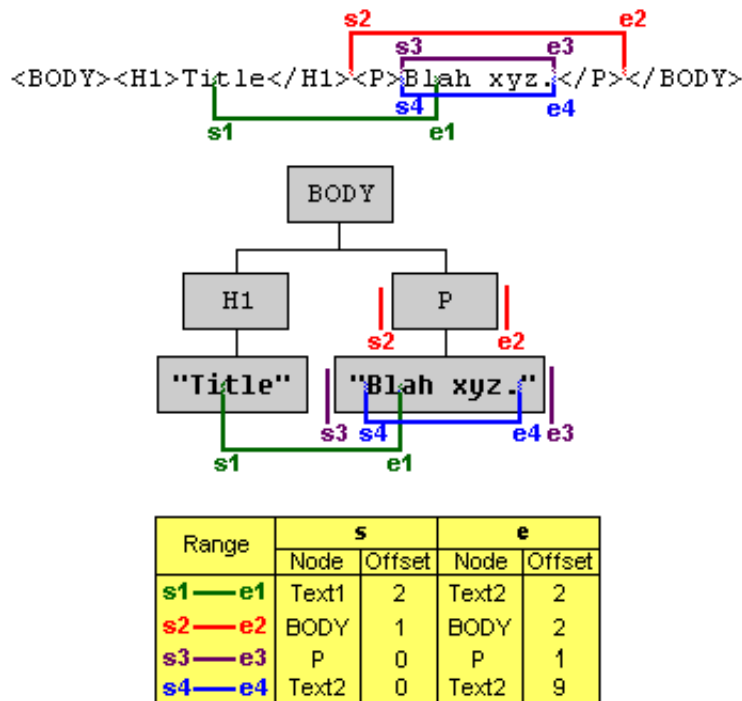 s2 e2
s3 e3
<BODY><H1>Title</H1><P>Blah xyz.</P></BODY>
s4 e4
s1 e1
BODY
H1 P
s2 e2
"Title" "Blah xyz."
s3 s4 e4 e3
s1 e1
Range s e
Node Offset Node Offset
s1 e1 Text1 2 Text2 2
s2 e2 BODY 1 BODY 2
s3 e3 P 0 P 1
s4 e4 Text2 0 Text2 9